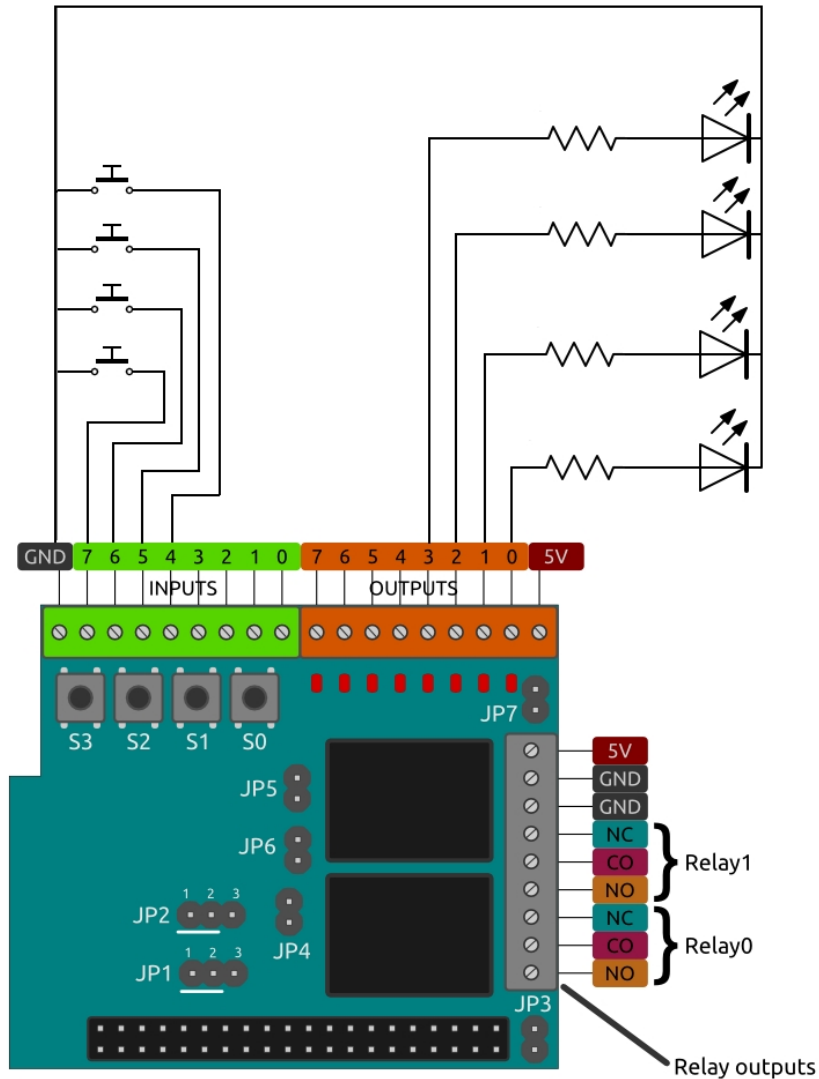 GND 7 6 5 4 3 2 1 0 7 6 5 4 3 2 1 0 5V
INPUTS OUTPUTS
S3 S2 S1 S0
JP7
5V
GND
GND
NC
CO
NO
Relay1
NC
CO
NO
Relay0
JP5
JP6
1 2 3
JP2
JP4
1 2 3
JP1
JP3
Relay outputs